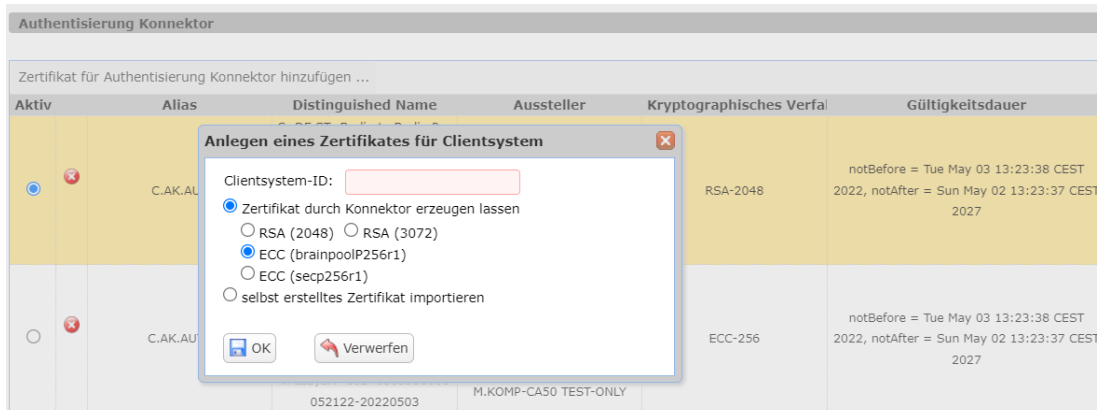 Authentisierung Konnektor
Zertifikat für Authentisierung Konnektor hinzufügen ...
Aktiv Alias Distinguished Name Aussteller Kryptographisches Verfal Gültigkeitsdauer
Anlegen eines Zertifikates für Clientsystem
Clientsystem-ID:
Zertifikat durch Konnektor erzeugen lassen
RSA (2048) RSA (3072)
ECC (brainpoolP256r1)
ECC (secp256r1)
selbst erstelltes Zertifikat importieren
OK Verwerfen
C.AK.AU
RSA-2048
notBefore = Tue May 03 13:23:38 CEST
2022, notAfter = Sun May 02 13:23:37 CEST
2027
C.AK.AU
ECC-256
notBefore = Tue May 03 13:23:38 CEST
2022, notAfter = Sun May 02 13:23:37 CEST
2027
052122-20220503
M.KOMP-CA50 TEST-ONLY